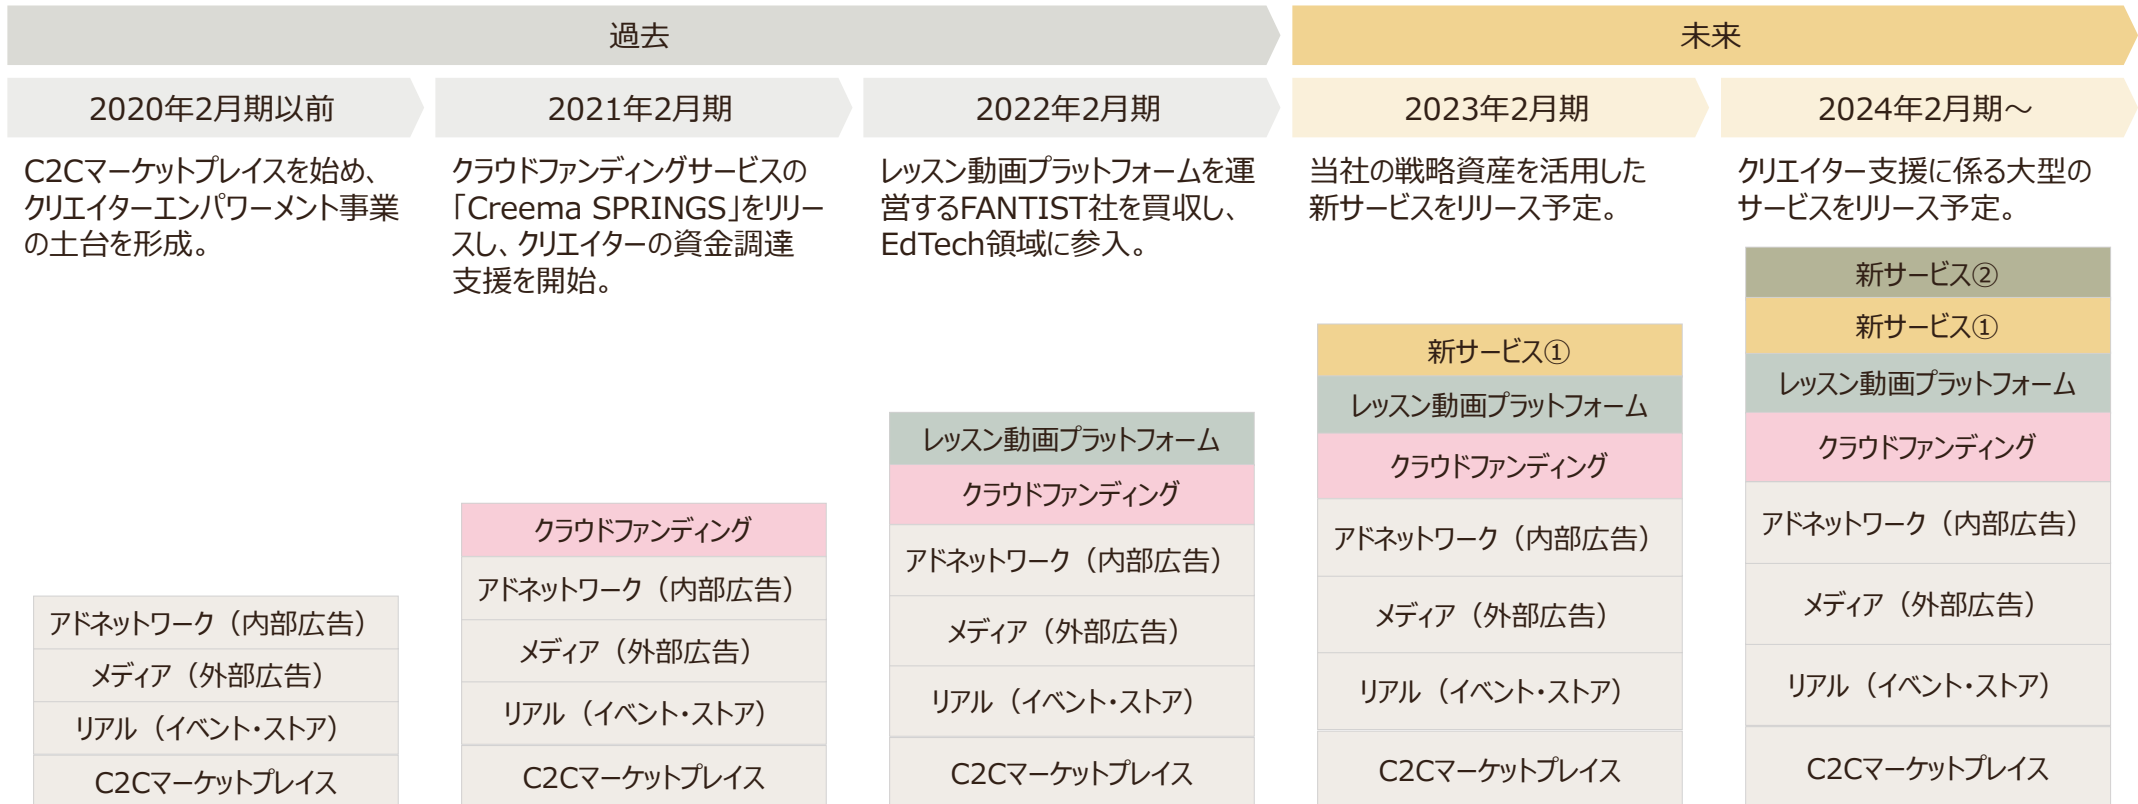 過去
未来
2020年2月期以前
2021年2月期
2022年2月期
2023年2月期
2024年2月期～
C2Cマーケットプレイスを始め、
クリエイターエンパワーメント事業
の土台を形成。
クラウドファンディングサービスの
「Creema SPRINGS」をリリー
スし、クリエイターの資金調達
支援を開始。
レッスン動画プラットフォームを運
営するFANTIST社を買収し、
EdTech領域に参入。
当社の戦略資産を活用した
新サービスをリリース予定。
クリエイター支援に係る大型の
サービスをリリース予定。
アドネットワーク（内部広告）
メディア（外部広告）
リアル（イベント・ストア）
C2Cマーケットプレイス
クラウドファンディング
アドネットワーク（内部広告）
メディア（外部広告）
リアル（イベント・ストア）
C2Cマーケットプレイス
レッスン動画プラットフォーム
クラウドファンディング
アドネットワーク（内部広告）
メディア（外部広告）
リアル（イベント・ストア）
C2Cマーケットプレイス
新サービス①
レッスン動画プラットフォーム
クラウドファンディング
アドネットワーク（内部広告）
メディア（外部広告）
リアル（イベント・ストア）
C2Cマーケットプレイス
新サービス②
新サービス①
レッスン動画プラットフォーム
クラウドファンディング
アドネットワーク（内部広告）
メディア（外部広告）
リアル（イベント・ストア）
C2Cマーケットプレイス